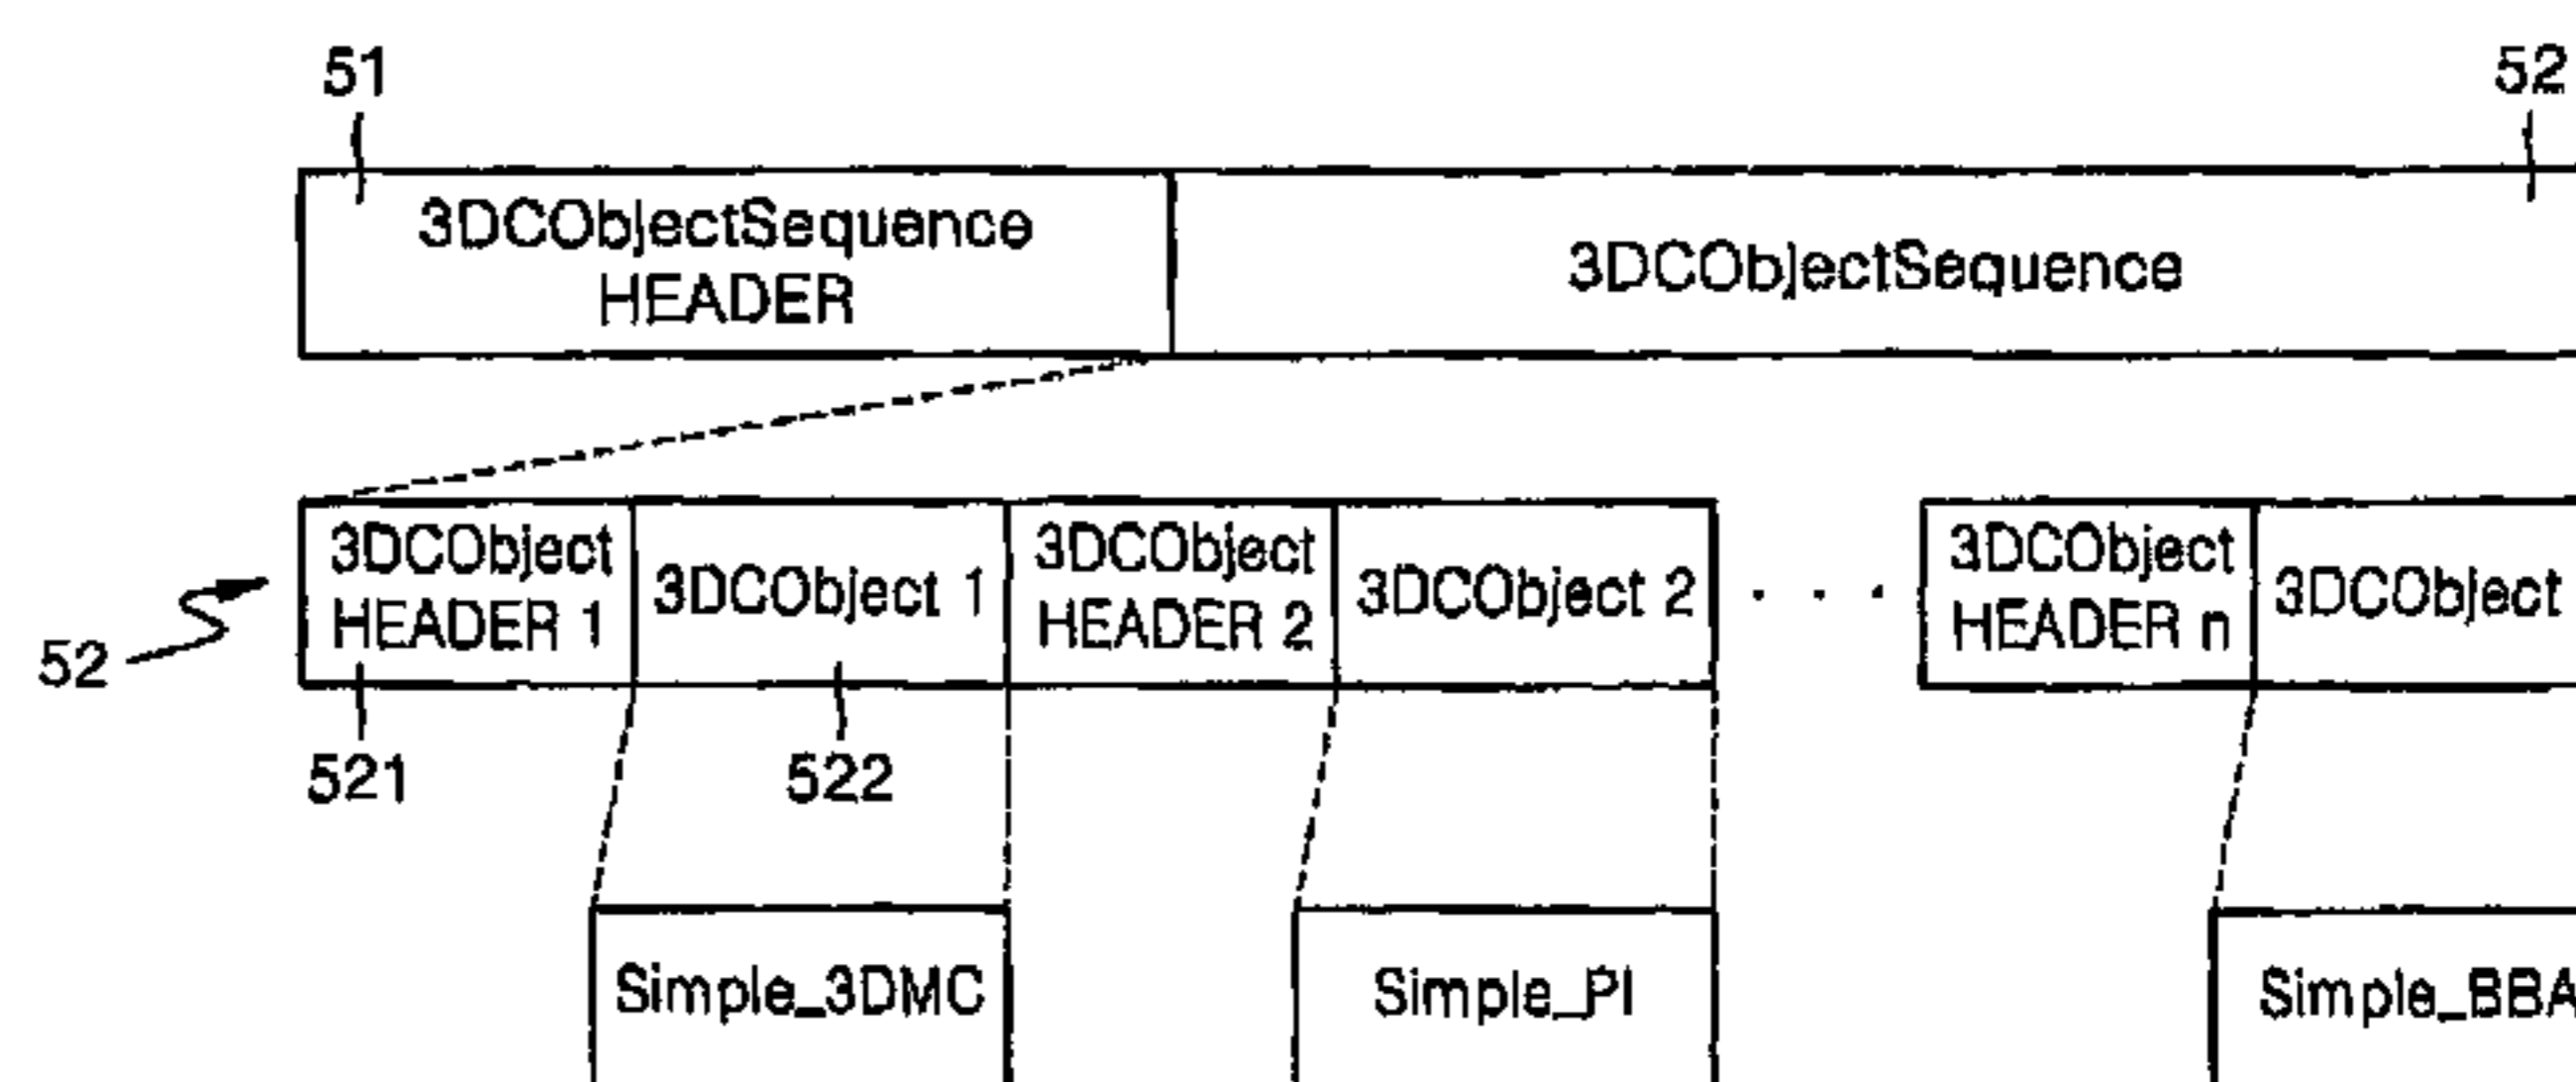 51
52
3DCObjectSequence
HEADER
3DCObjectSequence
3DCObject
HEADER 1
3DCObject 1
3DCObject
HEADER 2
3DCObject 2
. . .
3DCObject
HEADER n
3DCObject
52
521
522
Simple_3DMC
Simple_PI
Simple_BBA